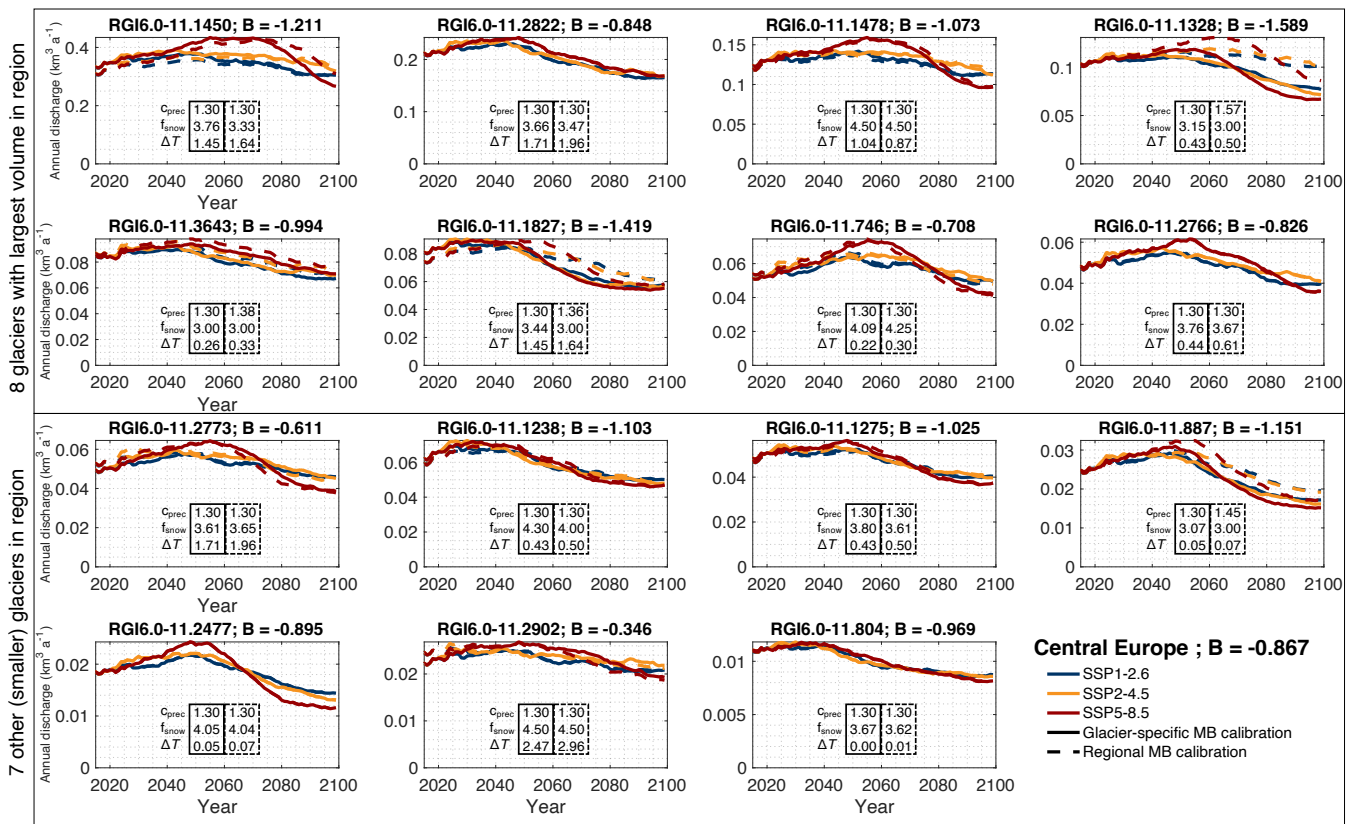 8 glaciers with largest volume in region
RGI6.0-11.1450; B = -1.211
Annual discharge (km³ a⁻¹)
0.4
0.2
0
c_prec 1.30 1.30
f_snow 3.76 3.33
ΔT 1.45 1.64
2020 2040 2060 2080 2100
Year
RGI6.0-11.2822; B = -0.848
0.2
0.1
0
c_prec 1.30 1.30
f_snow 3.66 3.47
ΔT 1.71 1.96
2020 2040 2060 2080 2100
RGI6.0-11.1478; B = -1.073
0.15
0.1
0.05
0
c_prec 1.30 1.30
f_snow 4.50 4.50
ΔT 1.04 0.87
2020 2040 2060 2080 2100
RGI6.0-11.1328; B = -1.589
0.1
0.05
0
c_prec 1.30 1.57
f_snow 3.15 3.00
ΔT 0.43 0.50
2020 2040 2060 2080 2100
RGI6.0-11.3643; B = -0.994
Annual discharge (km³ a⁻¹)
0.08
0.06
0.04
0.02
0
c_prec 1.30 1.38
f_snow 3.00 3.00
ΔT 0.26 0.33
2020 2040 2060 2080 2100
Year
RGI6.0-11.1827; B = -1.419
0.08
0.06
0.04
0.02
0
c_prec 1.30 1.36
f_snow 3.44 3.00
ΔT 1.45 1.64
2020 2040 2060 2080 2100
RGI6.0-11.746; B = -0.708
0.06
0.04
0.02
0
c_prec 1.30 1.30
f_snow 4.09 4.25
ΔT 0.22 0.30
2020 2040 2060 2080 2100
RGI6.0-11.2766; B = -0.826
0.06
0.04
0.02
0
c_prec 1.30 1.30
f_snow 3.76 3.67
ΔT 0.44 0.61
2020 2040 2060 2080 2100
7 other (smaller) glaciers in region
RGI6.0-11.2773; B = -0.611
Annual discharge (km³ a⁻¹)
0.06
0.04
0.02
0
c_prec 1.30 1.30
f_snow 3.61 3.65
ΔT 1.71 1.96
2020 2040 2060 2080 2100
Year
RGI6.0-11.1238; B = -1.103
0.06
0.04
0.02
0
c_prec 1.30 1.30
f_snow 4.30 4.00
ΔT 0.43 0.50
2020 2040 2060 2080 2100
Year
RGI6.0-11.1275; B = -1.025
0.04
0.02
0
c_prec 1.30 1.30
f_snow 3.80 3.61
ΔT 0.43 0.50
2020 2040 2060 2080 2100
Year
RGI6.0-11.887; B = -1.151
0.03
0.02
0.01
0
c_prec 1.30 1.45
f_snow 3.07 3.00
ΔT 0.05 0.07
2020 2040 2060 2080 2100
Year
RGI6.0-11.2477; B = -0.895
Annual discharge (km³ a⁻¹)
0.02
0.01
0
c_prec 1.30 1.30
f_snow 4.05 4.04
ΔT 0.05 0.07
2020 2040 2060 2080 2100
Year
RGI6.0-11.2902; B = -0.346
0.02
0.01
0
c_prec 1.30 1.30
f_snow 4.50 4.50
ΔT 2.47 2.96
2020 2040 2060 2080 2100
Year
RGI6.0-11.804; B = -0.969
0.01
0.005
0
c_prec 1.30 1.30
f_snow 3.67 3.62
ΔT 0.00 0.01
2020 2040 2060 2080 2100
Year
Central Europe ; B = -0.867
SSP1-2.6
SSP2-4.5
SSP5-8.5
Glacier-specific MB calibration
Regional MB calibration